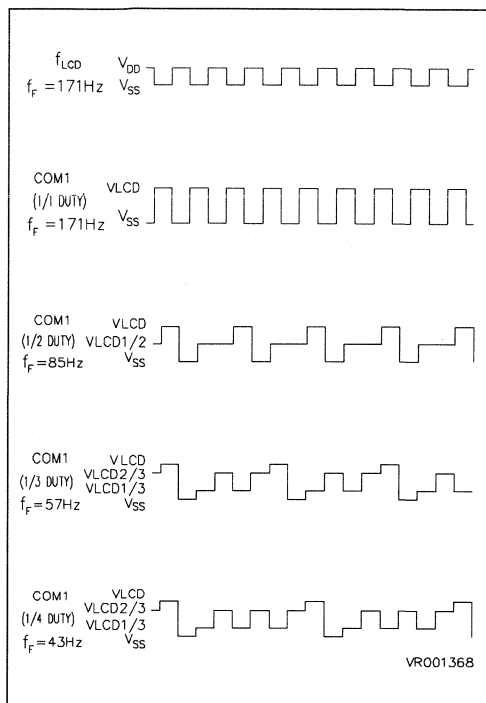 fLCD VDD
fF = 171Hz VSS
COM1
VLCD
(1/1 DUTY)
fF = 171Hz VSS
COM1 VLCD
(1/2 DUTY) VLCD1/2
fF = 85Hz VSS
COM1 VLCD
VLCD2/3
(1/3 DUTY) VLCD1/3
fF = 57Hz VSS
COM1 VLCD
VLCD2/3
(1/4 DUTY) VLCD1/3
fF = 43Hz VSS
VR001368